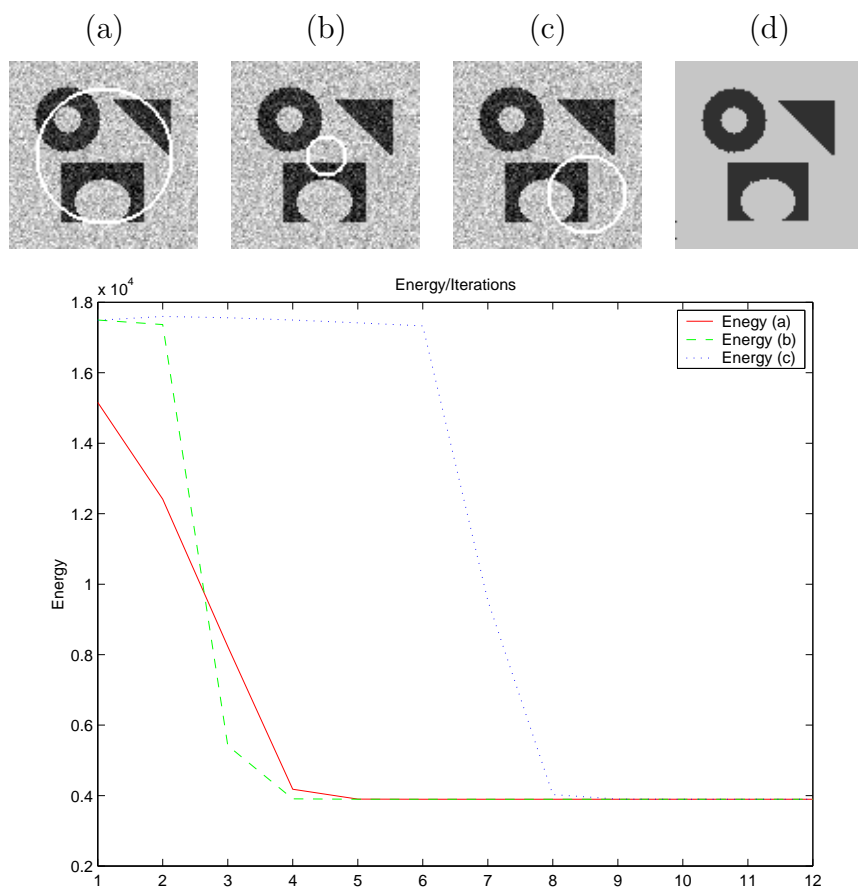 (a) (b) (c) (d)
Energy/Iterations
x 10^4
1.8
1.6
1.4
1.2
1
0.8
0.6
0.4
0.2
Energy
Enegy (a)
Energy (b)
Energy (c)
1 2 3 4 5 6 7 8 9 10 11 12